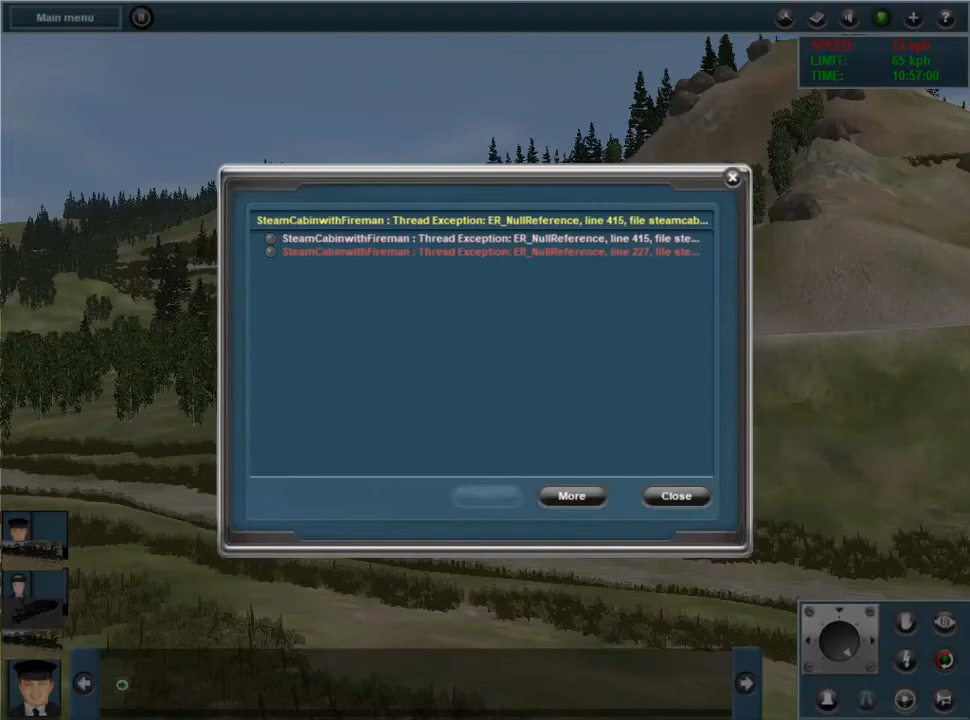 Main menu
?
SPEED: 72 kph
LIMIT: 65 kph
TIME: 10:57:00
SteamCabinwithFireman : Thread Exception: ER_NullReference, line 415, file steamcab...
SteamCabinwithFireman : Thread Exception: ER_NullReference, line 415, file ste...
SteamCabinwithFireman : Thread Exception: ER_NullReference, line 227, file ste...
More
Close